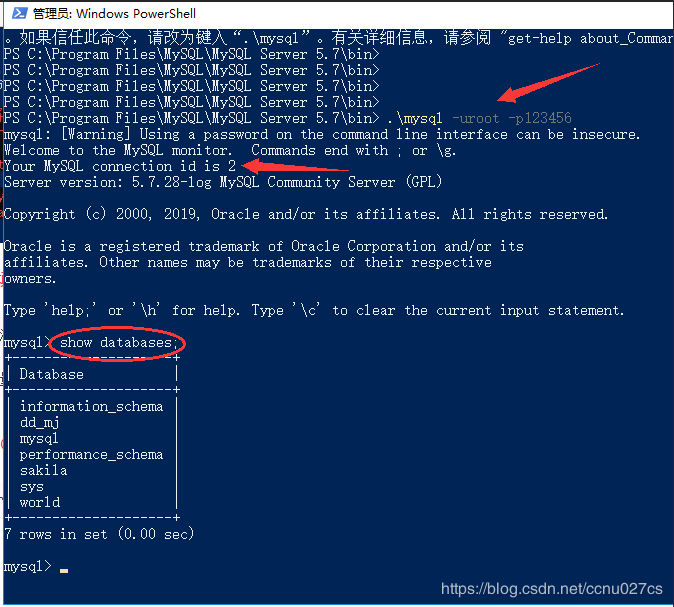 管理员: Windows PowerShell
。如果信任此命令，请改为键入“.\mysql”。有关详细信息，请参阅 "get-help about_Comman
PS C:\Program Files\MySQL\MySQL Server 5.7\bin>
PS C:\Program Files\MySQL\MySQL Server 5.7\bin>
PS C:\Program Files\MySQL\MySQL Server 5.7\bin>
PS C:\Program Files\MySQL\MySQL Server 5.7\bin>
PS C:\Program Files\MySQL\MySQL Server 5.7\bin> .\mysql -uroot -p123456
mysql: [Warning] Using a password on the command line interface can be insecure.
Welcome to the MySQL monitor.  Commands end with ; or \g.
Your MySQL connection id is 2
Server version: 5.7.28-log MySQL Community Server (GPL)
Copyright (c) 2000, 2019, Oracle and/or its affiliates. All rights reserved.
Oracle is a registered trademark of Oracle Corporation and/or its
affiliates. Other names may be trademarks of their respective
owners.
Type 'help;' or '\h' for help. Type '\c' to clear the current input statement.
mysql> show databases;
+--------------------+
| Database           |
+--------------------+
| information_schema |
| dd_mj              |
| mysql              |
| performance_schema |
| sakila             |
| sys                |
| world              |
+--------------------+
7 rows in set (0.00 sec)
mysql> _
https://blog.csdn.net/ccnu027cs